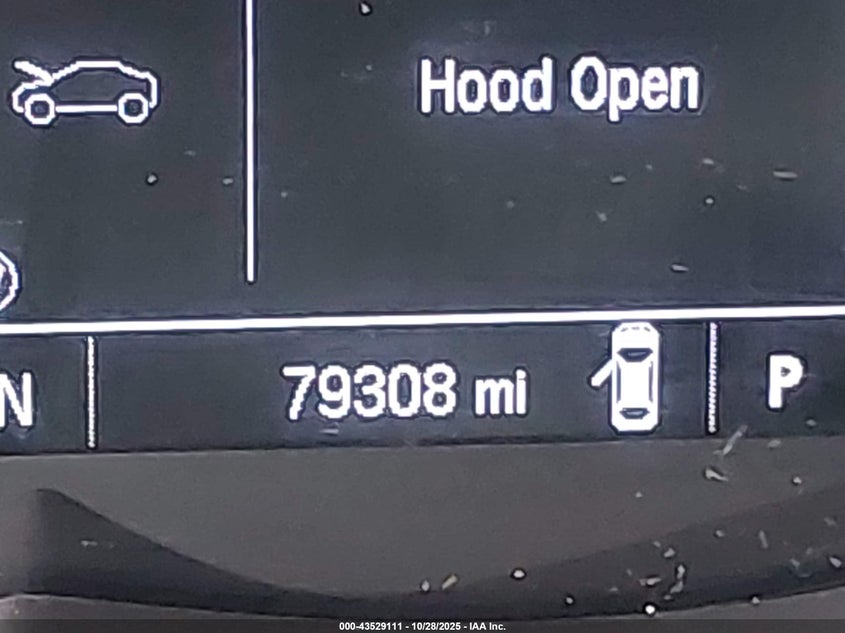 Hood Open
N
79308 mi
P
000-43529111 - 10/28/2025 - IAA Inc.